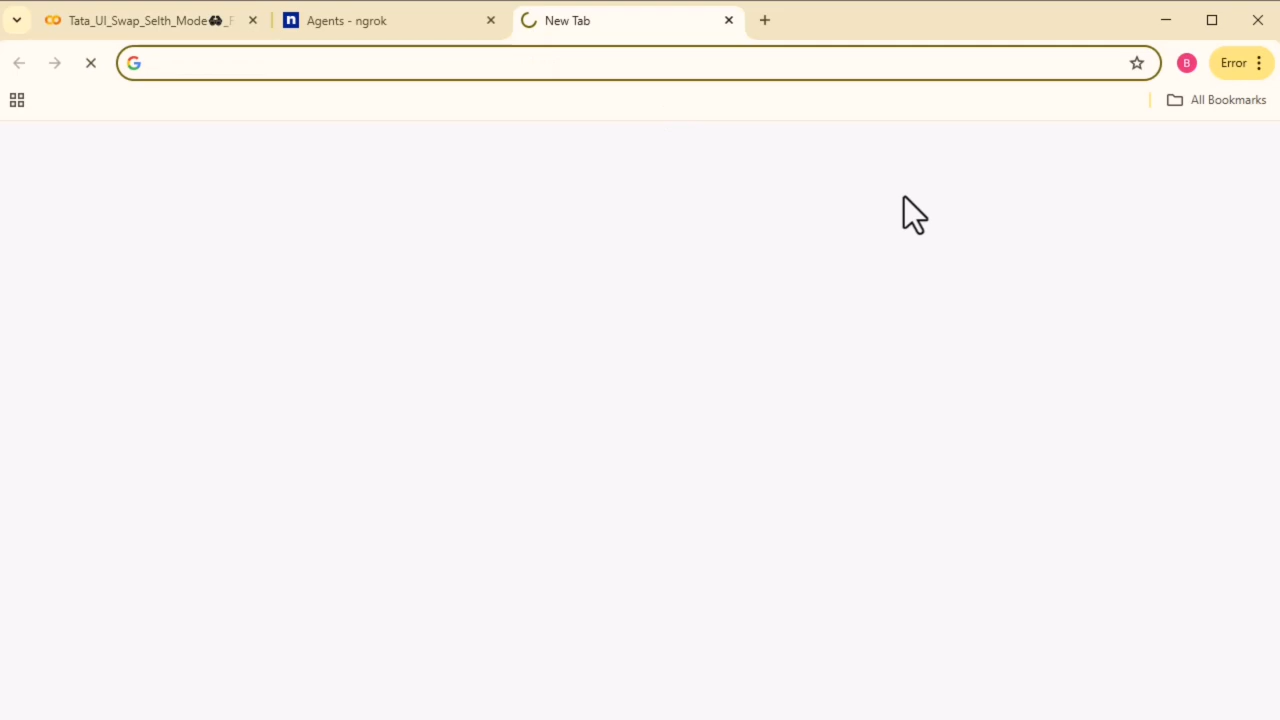 Tata_UI_Swap_Selth_Mode
Agents - ngrok
New Tab
B
Error
All Bookmarks